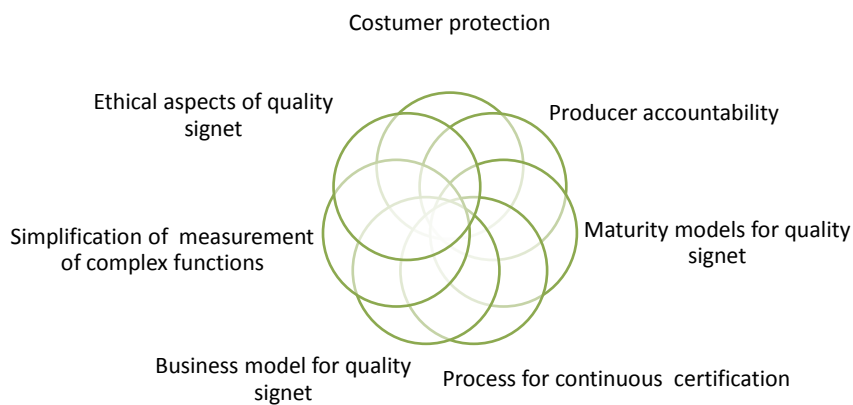 Costumer protection
Ethical aspects of quality
signet
Producer accountability
Simplification of  measurement
of complex functions
Maturity models for quality
signet
Business model for quality
signet
Process for continuous  certification